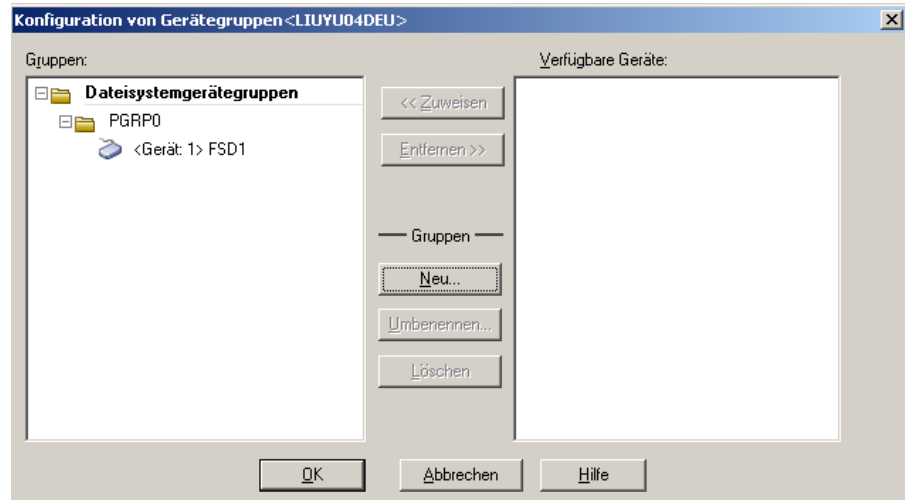 Konfiguration von Gerätegruppen<LIUYU04DEU>
Gruppen:
Verfügbare Geräte:
Dateisystemgerätegruppen
PGRP0
<Gerät: 1> FSD1
<< Zuweisen
Entfernen >>
Gruppen
Neu...
Umbenennen...
Löschen
OK
Abbrechen
Hilfe